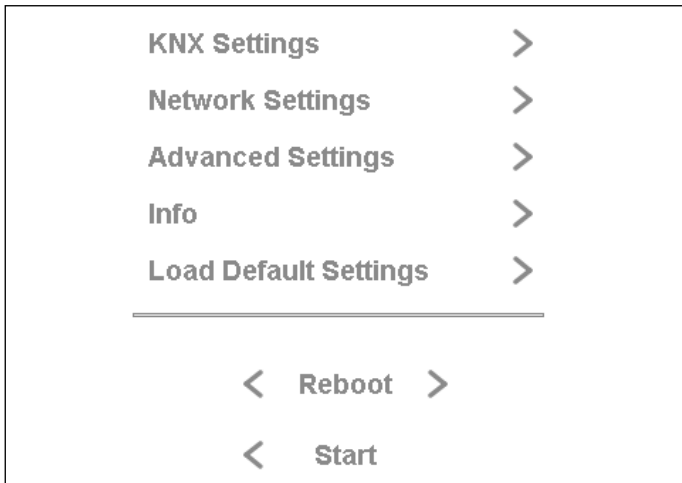 KNX Settings >
Network Settings >
Advanced Settings >
Info >
Load Default Settings >
< Reboot >
< Start